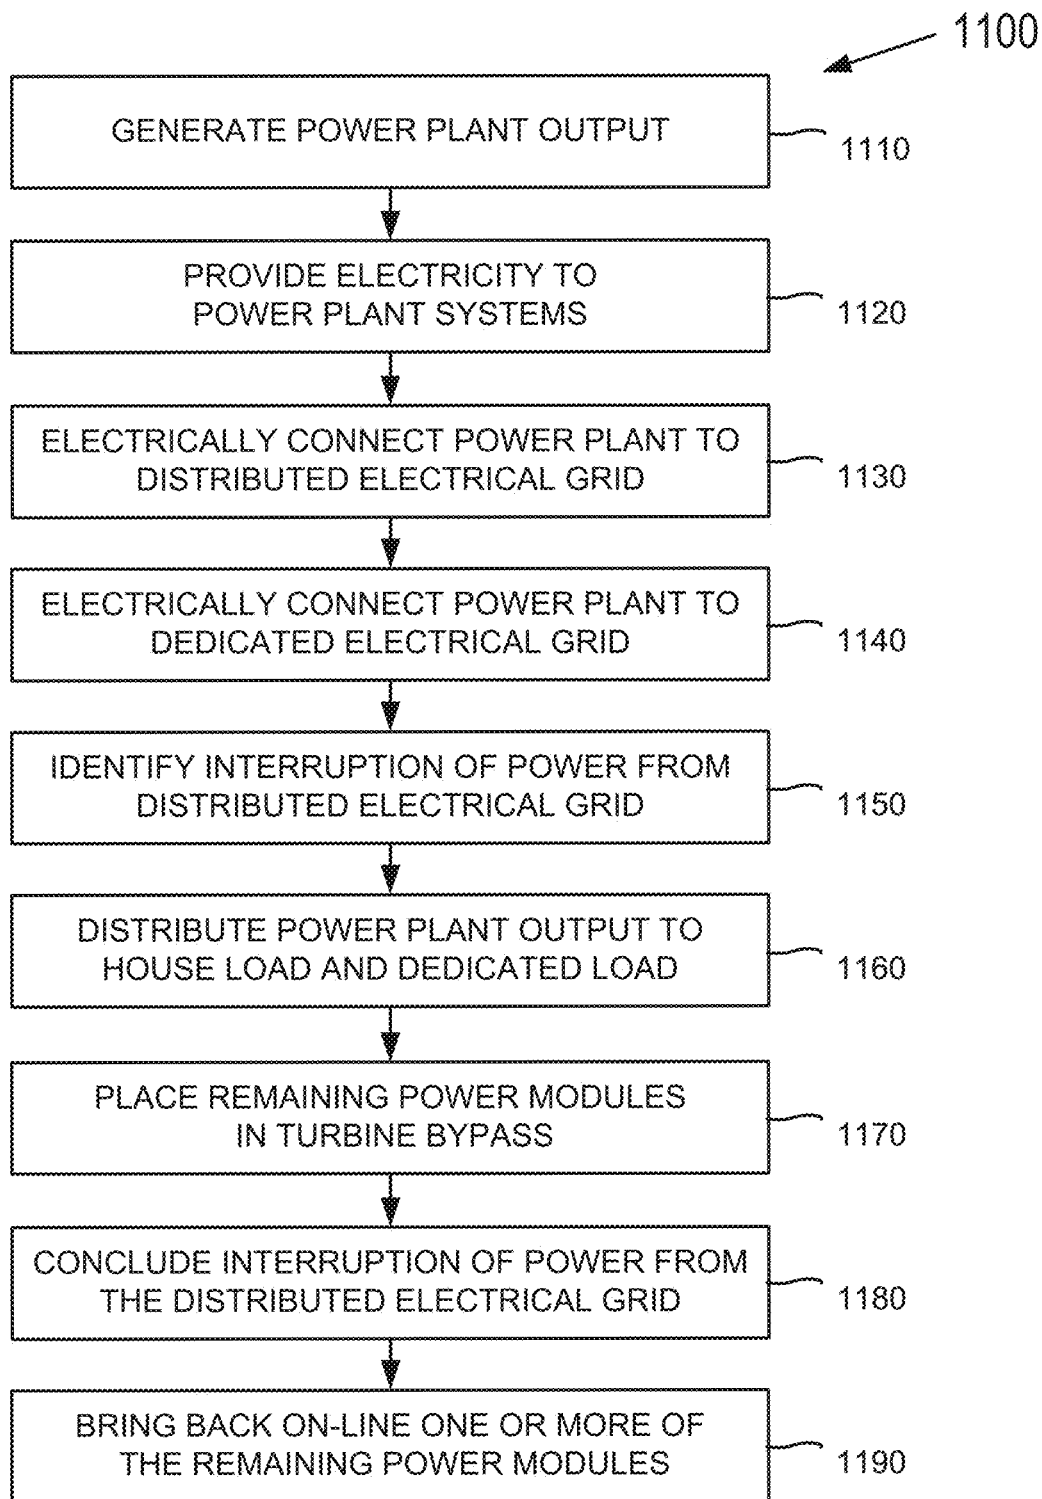 1100
GENERATE POWER PLANT OUTPUT
1110
PROVIDE ELECTRICITY TO
POWER PLANT SYSTEMS
1120
ELECTRICALLY CONNECT POWER PLANT TO
DISTRIBUTED ELECTRICAL GRID
1130
ELECTRICALLY CONNECT POWER PLANT TO
DEDICATED ELECTRICAL GRID
1140
IDENTIFY INTERRUPTION OF POWER FROM
DISTRIBUTED ELECTRICAL GRID
1150
DISTRIBUTE POWER PLANT OUTPUT TO
HOUSE LOAD AND DEDICATED LOAD
1160
PLACE REMAINING POWER MODULES
IN TURBINE BYPASS
1170
CONCLUDE INTERRUPTION OF POWER FROM
THE DISTRIBUTED ELECTRICAL GRID
1180
BRING BACK ON-LINE ONE OR MORE OF
THE REMAINING POWER MODULES
1190